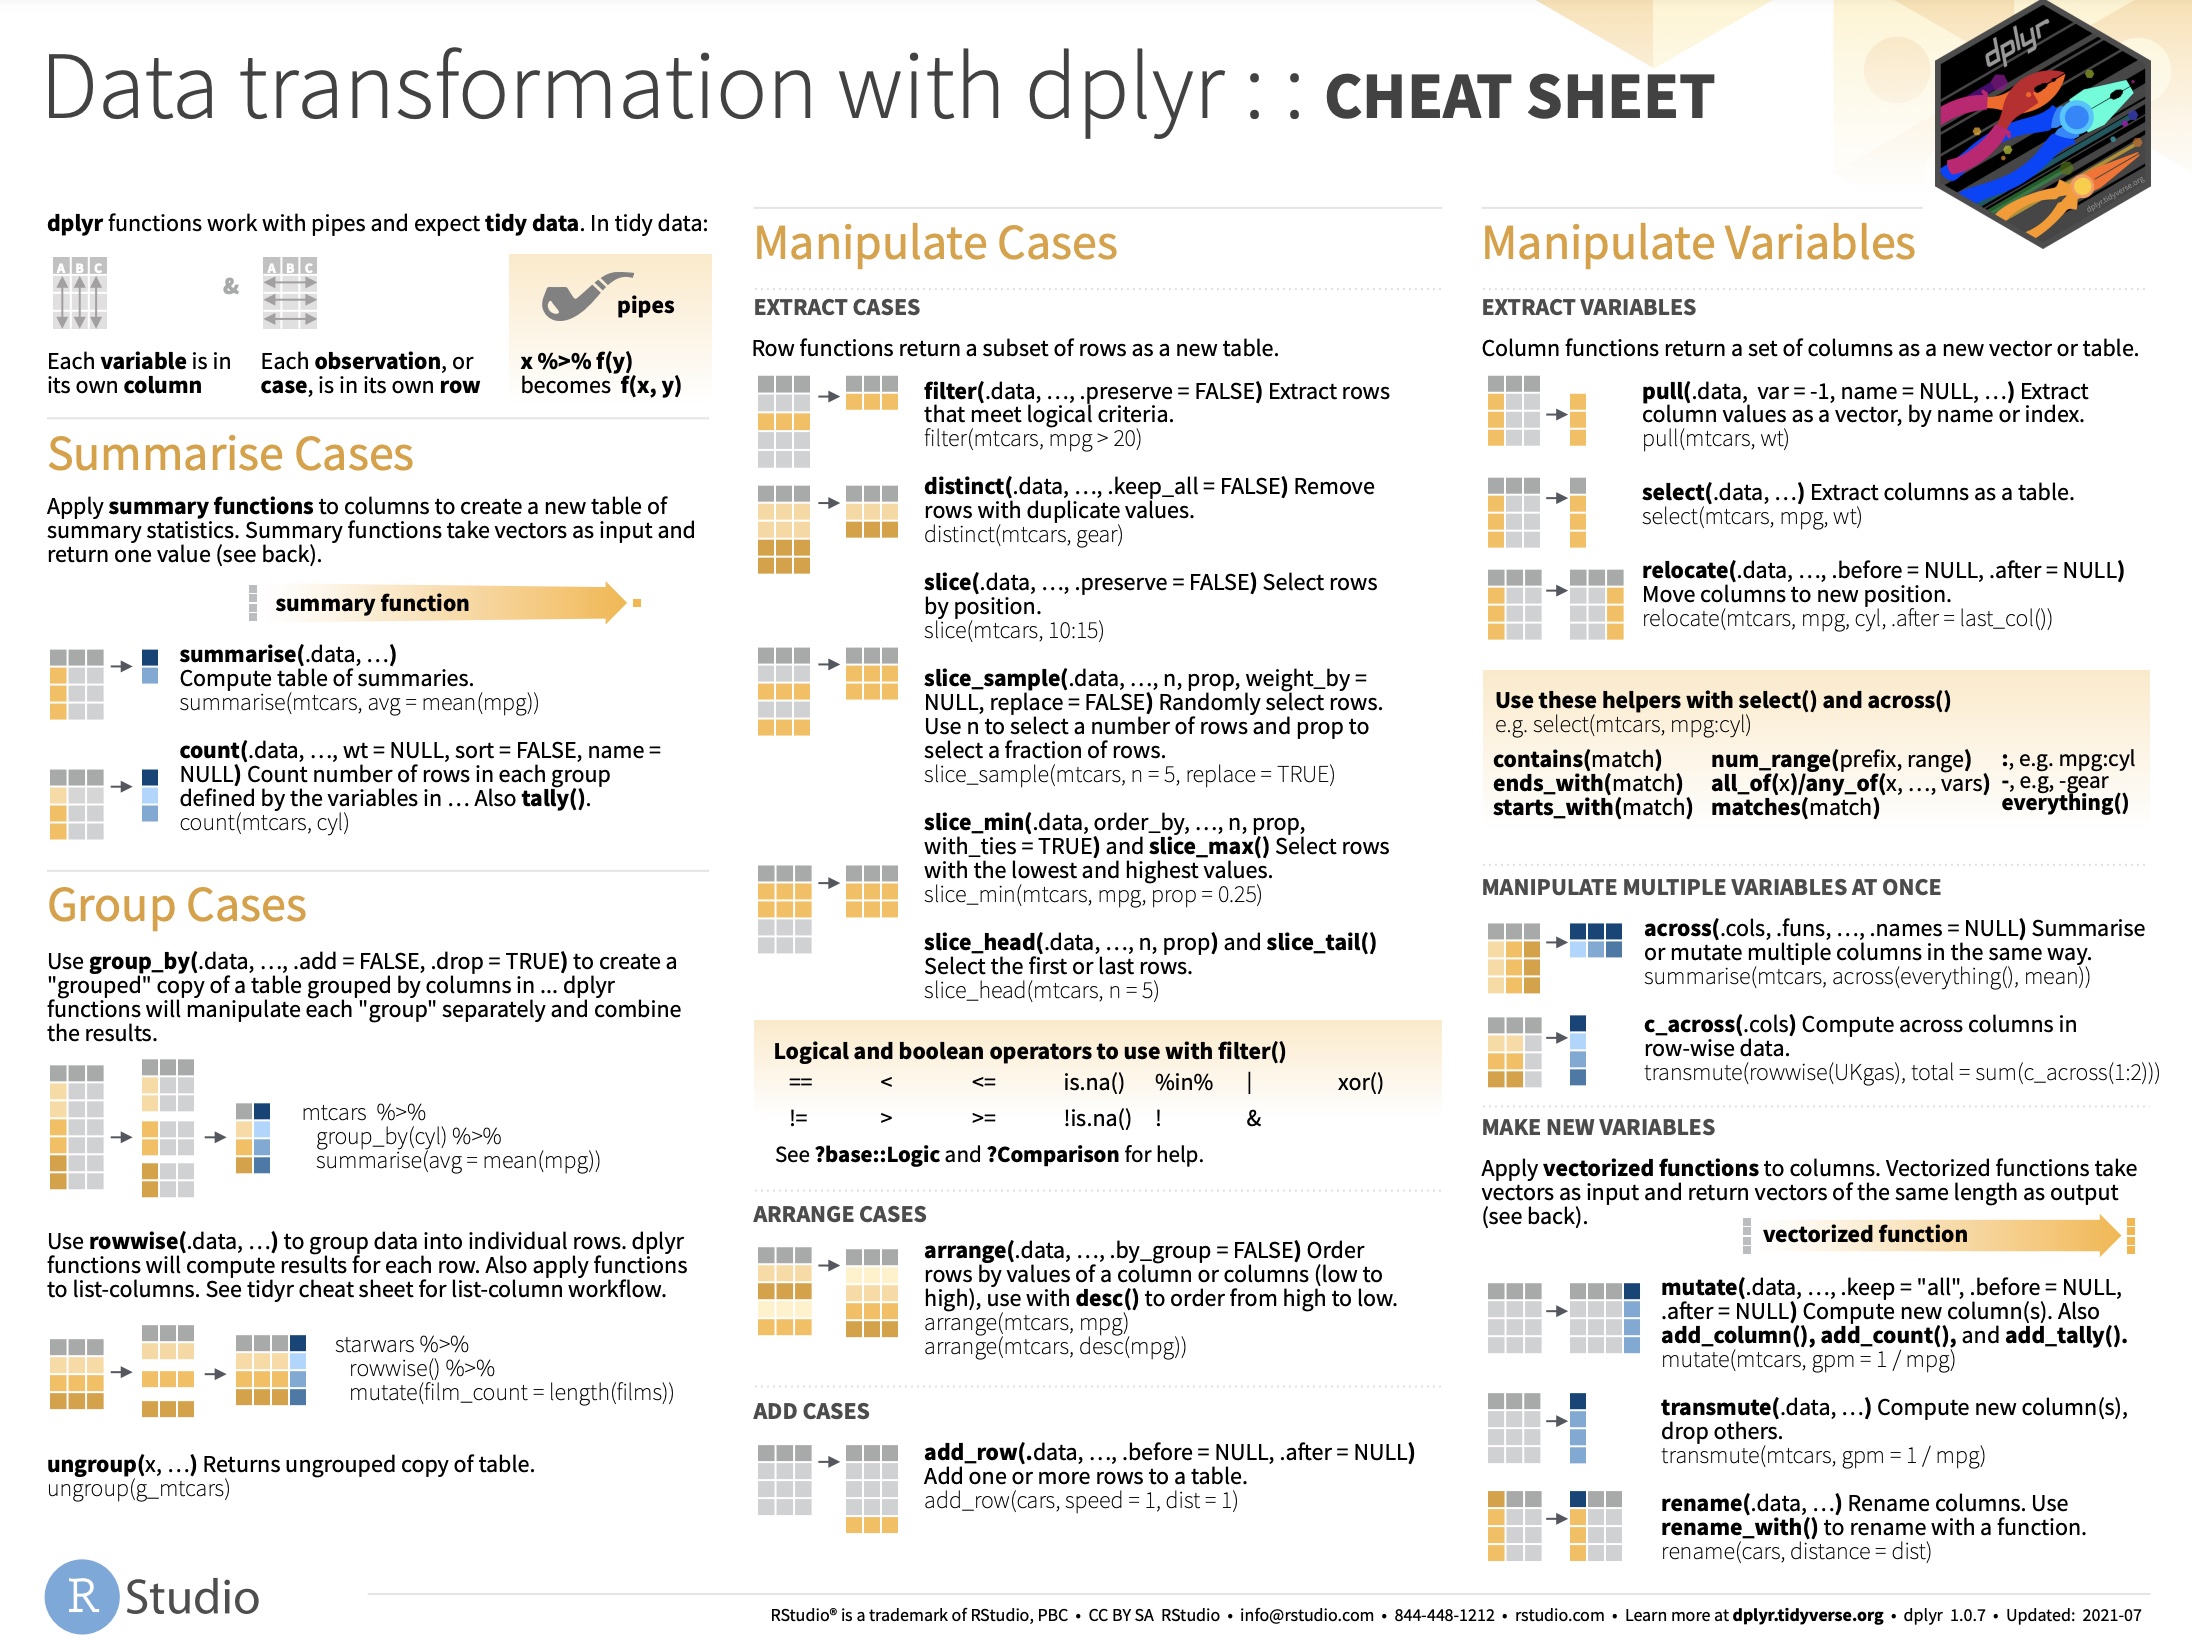 Data transformation with dplyr : : CHEAT SHEET
dplyr
dplyr.tidyverse.org
dplyr functions work with pipes and expect tidy data. In tidy data:
A B C
&
A B C
pipes
Each variable is in
its own column
Each observation, or
case, is in its own row
x %>% f(y)
becomes f(x, y)
Summarise Cases
Apply summary functions to columns to create a new table of
summary statistics. Summary functions take vectors as input and
return one value (see back).
summary function
summarise(.data, …)
Compute table of summaries.
summarise(mtcars, avg = mean(mpg))
count(.data, …, wt = NULL, sort = FALSE, name =
NULL) Count number of rows in each group
defined by the variables in … Also tally().
count(mtcars, cyl)
Group Cases
Use group_by(.data, …, .add = FALSE, .drop = TRUE) to create a
"grouped" copy of a table grouped by columns in ... dplyr
functions will manipulate each "group" separately and combine
the results.
mtcars %>%
group_by(cyl) %>%
summarise(avg = mean(mpg))
Use rowwise(.data, …) to group data into individual rows. dplyr
functions will compute results for each row. Also apply functions
to list-columns. See tidyr cheat sheet for list-column workflow.
starwars %>%
rowwise() %>%
mutate(film_count = length(films))
ungroup(x, …) Returns ungrouped copy of table.
ungroup(g_mtcars)
Manipulate Cases
EXTRACT CASES
Row functions return a subset of rows as a new table.
filter(.data, …, .preserve = FALSE) Extract rows
that meet logical criteria.
filter(mtcars, mpg > 20)
distinct(.data, …, .keep_all = FALSE) Remove
rows with duplicate values.
distinct(mtcars, gear)
slice(.data, …, .preserve = FALSE) Select rows
by position.
slice(mtcars, 10:15)
slice_sample(.data, …, n, prop, weight_by =
NULL, replace = FALSE) Randomly select rows.
Use n to select a number of rows and prop to
select a fraction of rows.
slice_sample(mtcars, n = 5, replace = TRUE)
slice_min(.data, order_by, …, n, prop,
with_ties = TRUE) and slice_max() Select rows
with the lowest and highest values.
slice_min(mtcars, mpg, prop = 0.25)
slice_head(.data, …, n, prop) and slice_tail()
Select the first or last rows.
slice_head(mtcars, n = 5)
Logical and boolean operators to use with filter()
== < <= is.na() %in% | xor()
!= > >= !is.na() ! &
See ?base::Logic and ?Comparison for help.
ARRANGE CASES
arrange(.data, …, .by_group = FALSE) Order
rows by values of a column or columns (low to
high), use with desc() to order from high to low.
arrange(mtcars, mpg)
arrange(mtcars, desc(mpg))
ADD CASES
add_row(.data, …, .before = NULL, .after = NULL)
Add one or more rows to a table.
add_row(cars, speed = 1, dist = 1)
Manipulate Variables
EXTRACT VARIABLES
Column functions return a set of columns as a new vector or table.
pull(.data, var = -1, name = NULL, …) Extract
column values as a vector, by name or index.
pull(mtcars, wt)
select(.data, …) Extract columns as a table.
select(mtcars, mpg, wt)
relocate(.data, …, .before = NULL, .after = NULL)
Move columns to new position.
relocate(mtcars, mpg, cyl, .after = last_col())
Use these helpers with select() and across()
e.g. select(mtcars, mpg:cyl)
contains(match) num_range(prefix, range) :, e.g. mpg:cyl
ends_with(match) all_of(x)/any_of(x, …, vars) -, e.g, -gear
starts_with(match) matches(match) everything()
MANIPULATE MULTIPLE VARIABLES AT ONCE
across(.cols, .funs, …, .names = NULL) Summarise
or mutate multiple columns in the same way.
summarise(mtcars, across(everything(), mean))
c_across(.cols) Compute across columns in
row-wise data.
transmute(rowwise(UKgas), total = sum(c_across(1:2)))
MAKE NEW VARIABLES
Apply vectorized functions to columns. Vectorized functions take
vectors as input and return vectors of the same length as output
(see back).
vectorized function
mutate(.data, …, .keep = "all", .before = NULL,
.after = NULL) Compute new column(s). Also
add_column(), add_count(), and add_tally().
mutate(mtcars, gpm = 1 / mpg)
transmute(.data, …) Compute new column(s),
drop others.
transmute(mtcars, gpm = 1 / mpg)
rename(.data, …) Rename columns. Use
rename_with() to rename with a function.
rename(cars, distance = dist)
R Studio
RStudio® is a trademark of RStudio, PBC • CC BY SA RStudio • info@rstudio.com • 844-448-1212 • rstudio.com • Learn more at dplyr.tidyverse.org • dplyr 1.0.7 • Updated: 2021-07